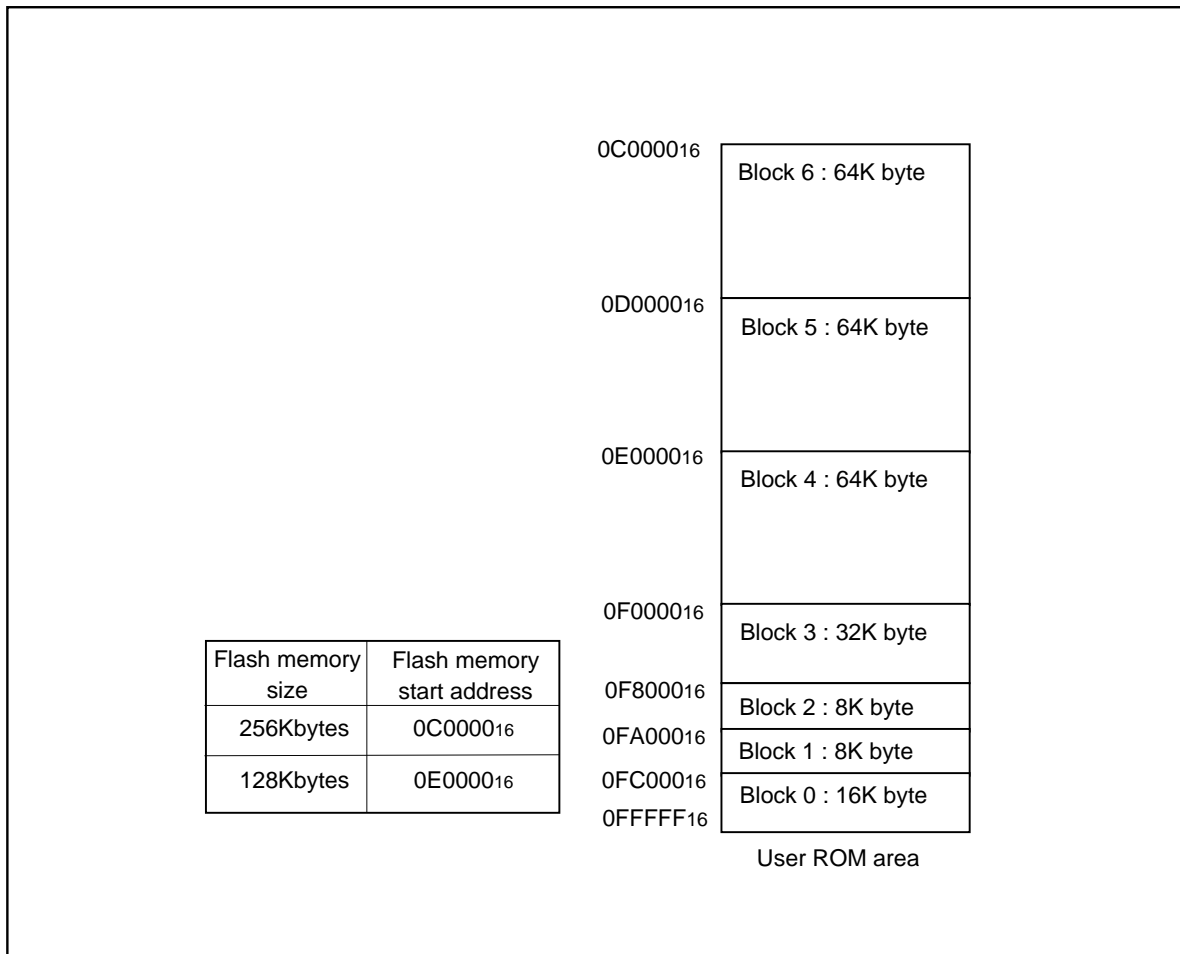 0C000016
Block 6 : 64K byte
0D000016
Block 5 : 64K byte
0E000016
Block 4 : 64K byte
0F000016
Block 3 : 32K byte
0F800016
Block 2 : 8K byte
0FA00016
Block 1 : 8K byte
0FC00016
Block 0 : 16K byte
0FFFFF16
User ROM area
Flash memory size
Flash memory start address
256Kbytes
0C000016
128Kbytes
0E000016